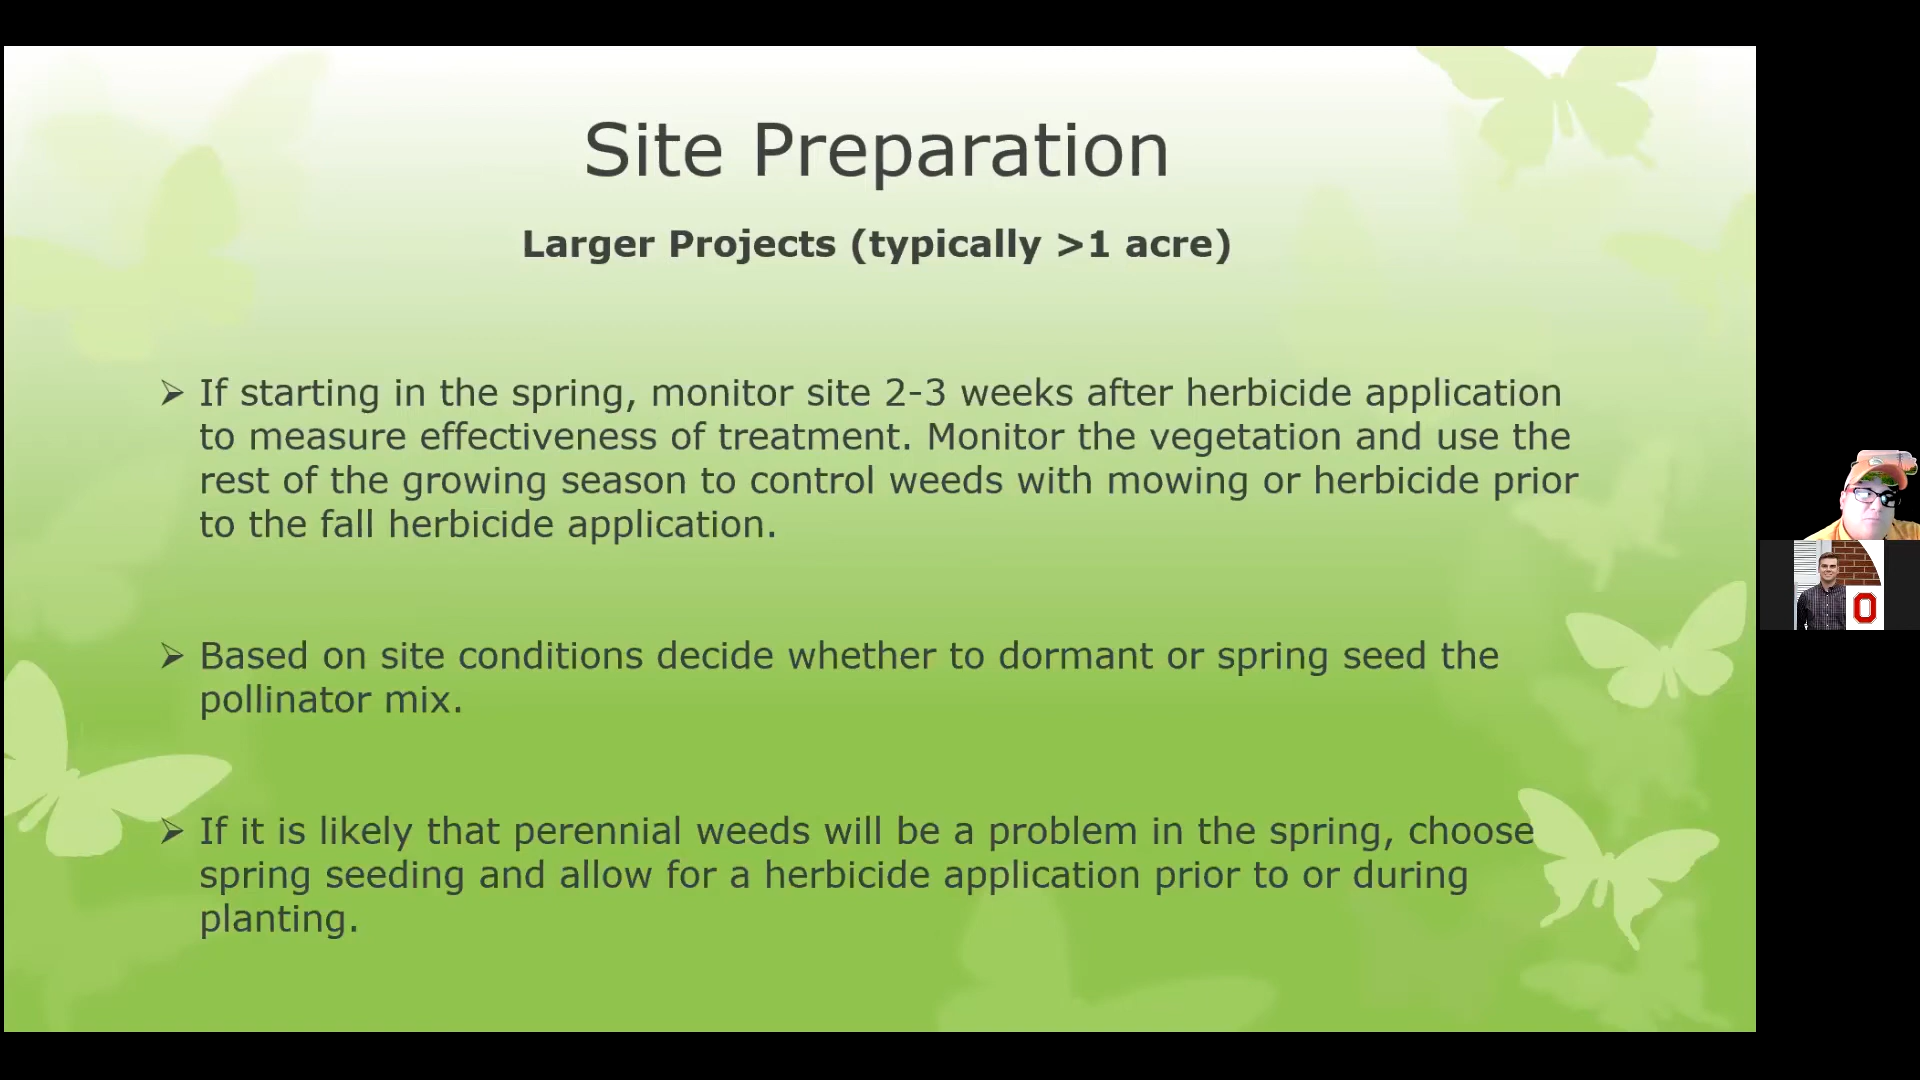 Site Preparation
Larger Projects (typically >1 acre)
➢ If starting in the spring, monitor site 2-3 weeks after herbicide application
to measure effectiveness of treatment. Monitor the vegetation and use the
rest of the growing season to control weeds with mowing or herbicide prior
to the fall herbicide application.
➢ Based on site conditions decide whether to dormant or spring seed the
pollinator mix.
➢ If it is likely that perennial weeds will be a problem in the spring, choose
spring seeding and allow for a herbicide application prior to or during
planting.
O